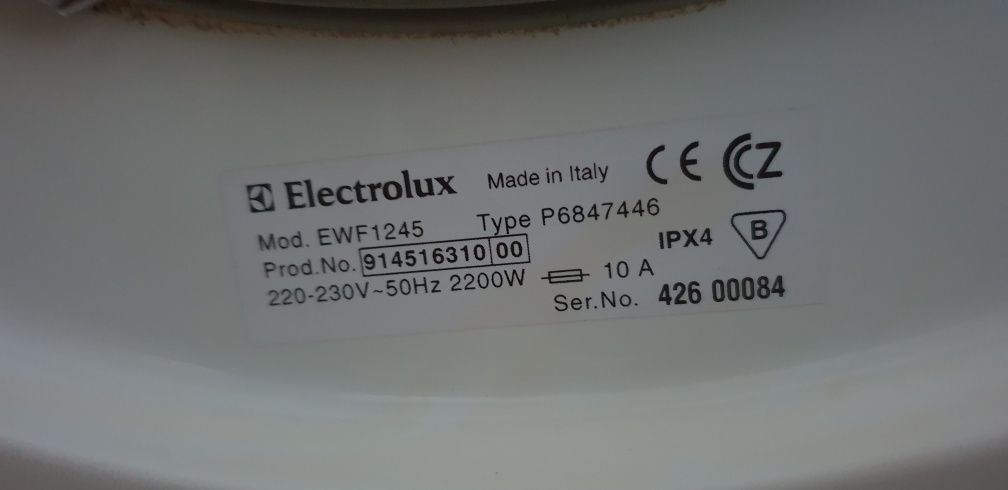 Electrolux Made in Italy CE CCZ
Mod. EWF1245 Type P6847446
Prod.No. 914516310 00 IPX4 B
220-230V~50Hz 2200W 10 A
Ser.No. 426 00084